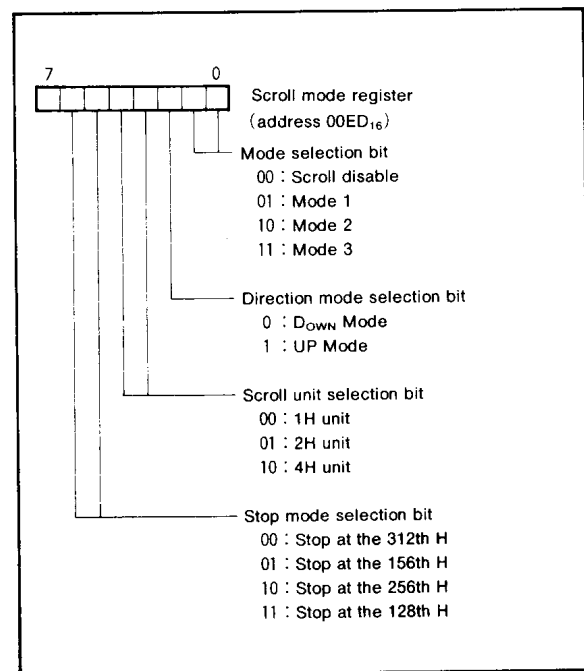 7 0
Scroll mode register
(address 00ED₁₆)
Mode selection bit
00 : Scroll disable
01 : Mode 1
10 : Mode 2
11 : Mode 3
Direction mode selection bit
0 : DOWN Mode
1 : UP Mode
Scroll unit selection bit
00 : 1H unit
01 : 2H unit
10 : 4H unit
Stop mode selection bit
00 : Stop at the 312th H
01 : Stop at the 156th H
10 : Stop at the 256th H
11 : Stop at the 128th H